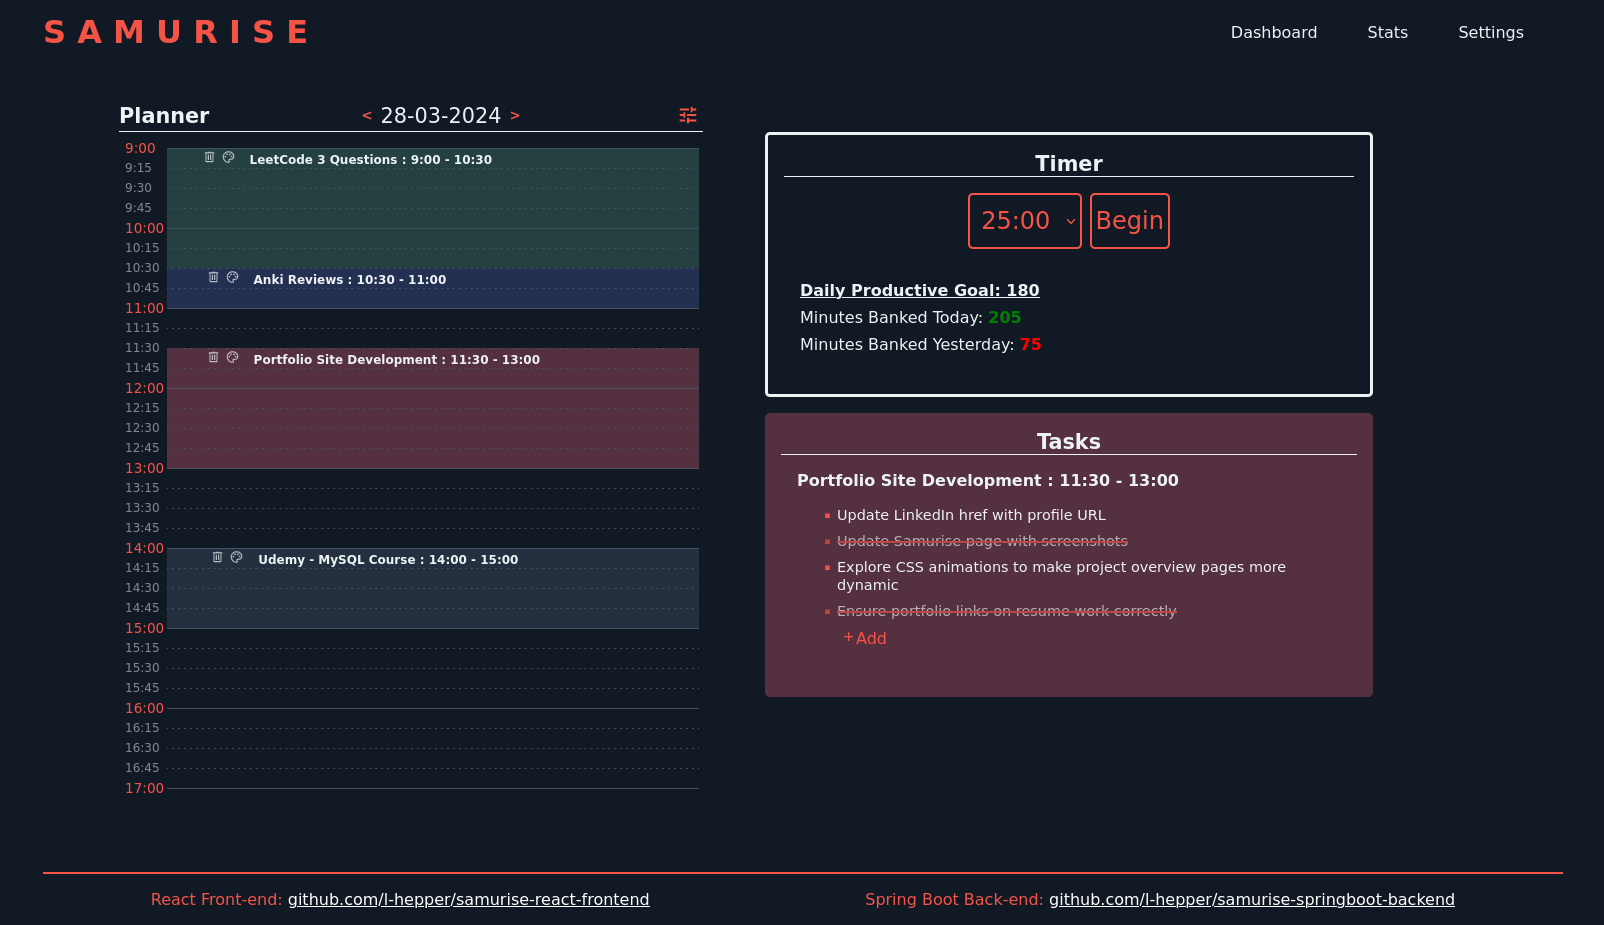 SAMURISE
Dashboard Stats Settings
Planner < 28-03-2024 >
9:00
LeetCode 3 Questions : 9:00 - 10:30
9:15
9:30
9:45
10:00
10:15
10:30
Anki Reviews : 10:30 - 11:00
10:45
11:00
11:15
11:30
Portfolio Site Development : 11:30 - 13:00
11:45
12:00
12:15
12:30
12:45
13:00
13:15
13:30
13:45
14:00
Udemy - MySQL Course : 14:00 - 15:00
14:15
14:30
14:45
15:00
15:15
15:30
15:45
16:00
16:15
16:30
16:45
17:00
Timer
25:00 Begin
Daily Productive Goal: 180
Minutes Banked Today: 205
Minutes Banked Yesterday: 75
Tasks
Portfolio Site Development : 11:30 - 13:00
Update LinkedIn href with profile URL
Update Samurise page with screenshots
Explore CSS animations to make project overview pages more
dynamic
Ensure portfolio links on resume work correctly
+Add
React Front-end: github.com/l-hepper/samurise-react-frontend
Spring Boot Back-end: github.com/l-hepper/samurise-springboot-backend